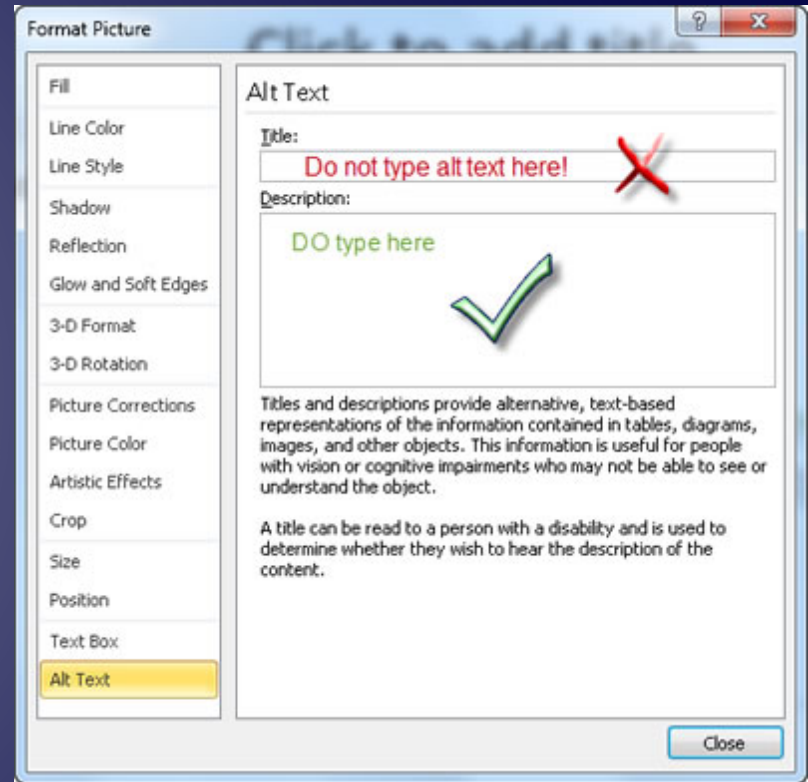 Format Picture
Click to add title
Fill
Line Color
Line Style
Shadow
Reflection
Glow and Soft Edges
3-D Format
3-D Rotation
Picture Corrections
Picture Color
Artistic Effects
Crop
Size
Position
Text Box
Alt Text
Alt Text
Title:
Do not type alt text here!
Description:
DO type here
Titles and descriptions provide alternative, text-based
representations of the information contained in tables, diagrams,
images, and other objects. This information is useful for people
with vision or cognitive impairments who may not be able to see or
understand the object.
A title can be read to a person with a disability and is used to
determine whether they wish to hear the description of the
content.
Close